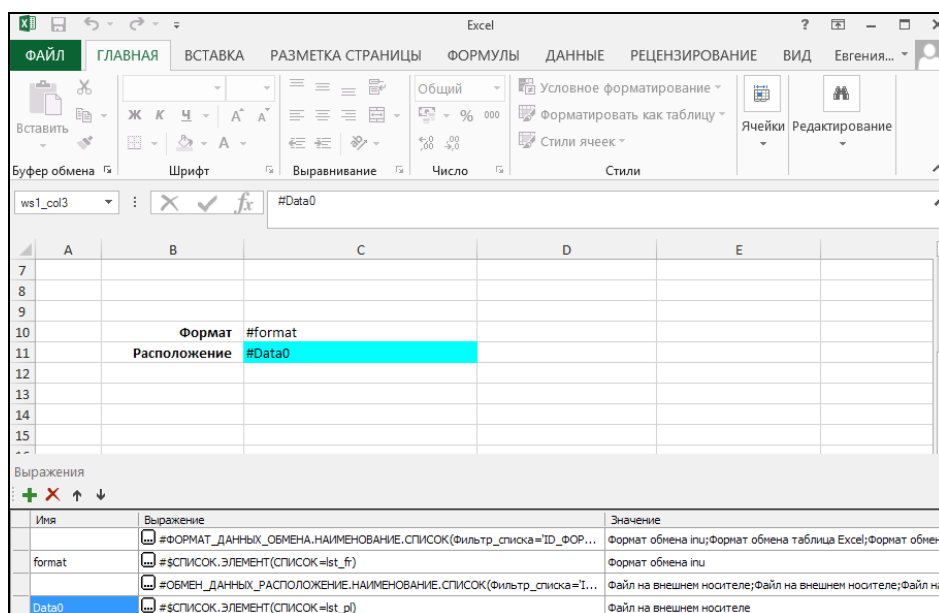 Excel
?
ФАЙЛ ГЛАВНАЯ ВСТАВКА РАЗМЕТКА СТРАНИЦЫ ФОРМУЛЫ ДАННЫЕ РЕЦЕНЗИРОВАНИЕ ВИД Евгения...
Вставить
Ж К Ч А А
А
Общий
% 000
Условное форматирование
Форматировать как таблицу
Стили ячеек
Ячейки Редактирование
Буфер обмена Шрифт Выравнивание Число Стили
ws1_col3 fx #Data0
A B C D E
7
8
9
10 Формат #format
11 Расположение #Data0
12
13
14
15
Выражения
Имя Выражение Значение
#ФОРМАТ_ДАННЫХ_ОБМЕНА.НАИМЕНОВАНИЕ.СПИСОК(Фильтр_списка='ID_ФОР... Формат обмена inu;Формат обмена таблица Excel;Формат обмен
format #$СПИСОК.ЭЛЕМЕНТ(СПИСОК=lst_fr) Формат обмена inu
#ОБМЕН_ДАННЫХ_РАСПОЛОЖЕНИЕ.НАИМЕНОВАНИЕ.СПИСОК(Фильтр_списка='I... Файл на внешнем носителе;Файл на внешнем носителе;Файл н
Data0 #$СПИСОК.ЭЛЕМЕНТ(СПИСОК=lst_pl) Файл на внешнем носителе